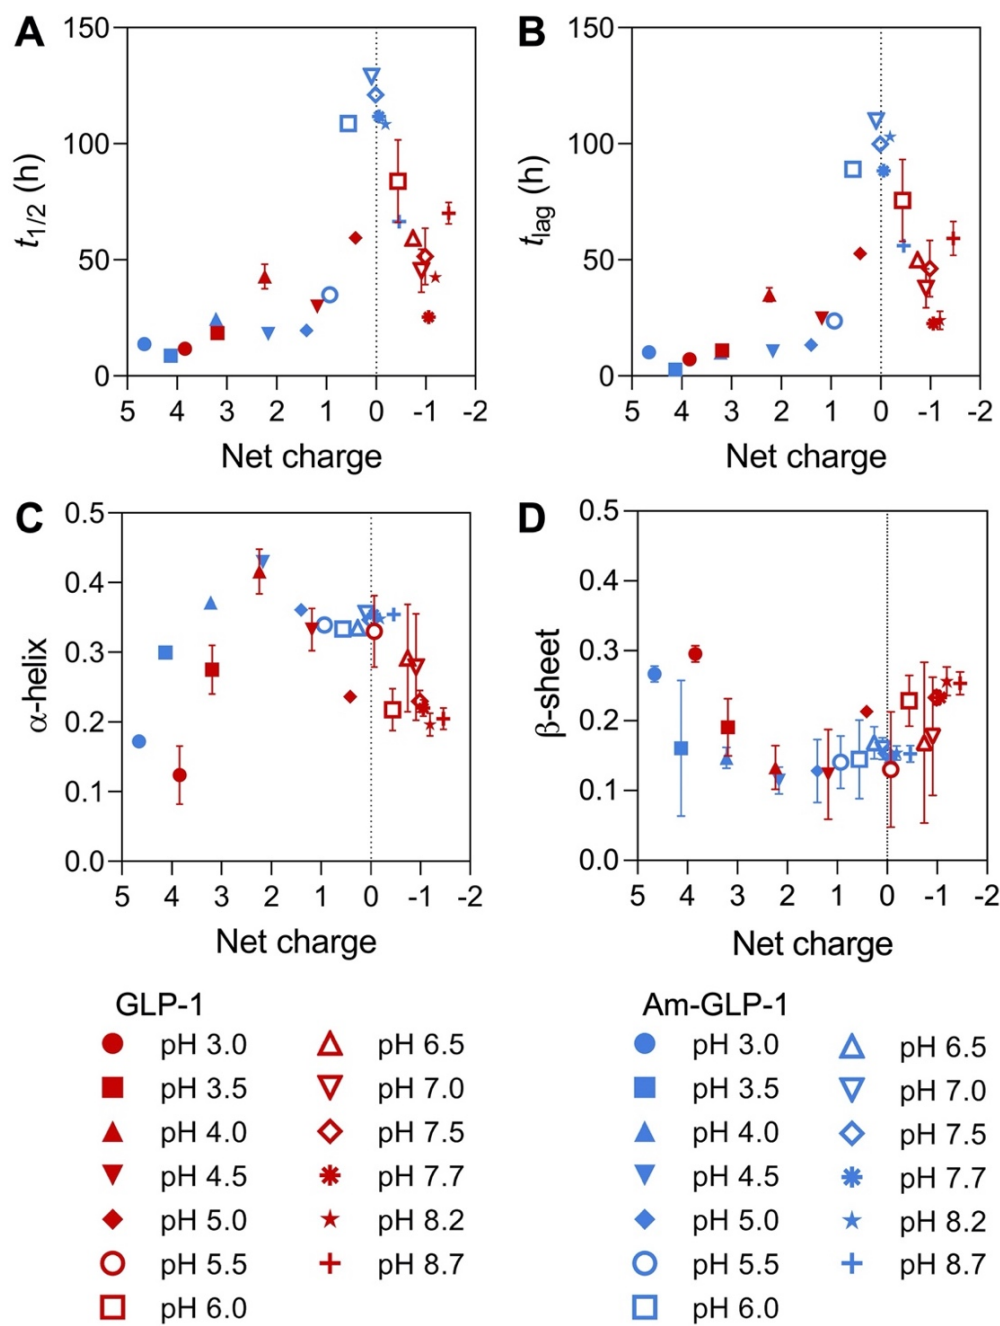 A
150
100
50
0
t1/2 (h)
5 4 3 2 1 0 -1 -2
Net charge
B
150
100
50
0
tlag (h)
5 4 3 2 1 0 -1 -2
Net charge
C
0.5
0.4
0.3
0.2
0.1
0.0
α-helix
5 4 3 2 1 0 -1 -2
Net charge
D
0.5
0.4
0.3
0.2
0.1
0.0
β-sheet
5 4 3 2 1 0 -1 -2
Net charge
GLP-1
pH 3.0
pH 3.5
pH 4.0
pH 4.5
pH 5.0
pH 5.5
pH 6.0
pH 6.5
pH 7.0
pH 7.5
pH 7.7
pH 8.2
pH 8.7
Am-GLP-1
pH 3.0
pH 3.5
pH 4.0
pH 4.5
pH 5.0
pH 5.5
pH 6.0
pH 6.5
pH 7.0
pH 7.5
pH 7.7
pH 8.2
pH 8.7